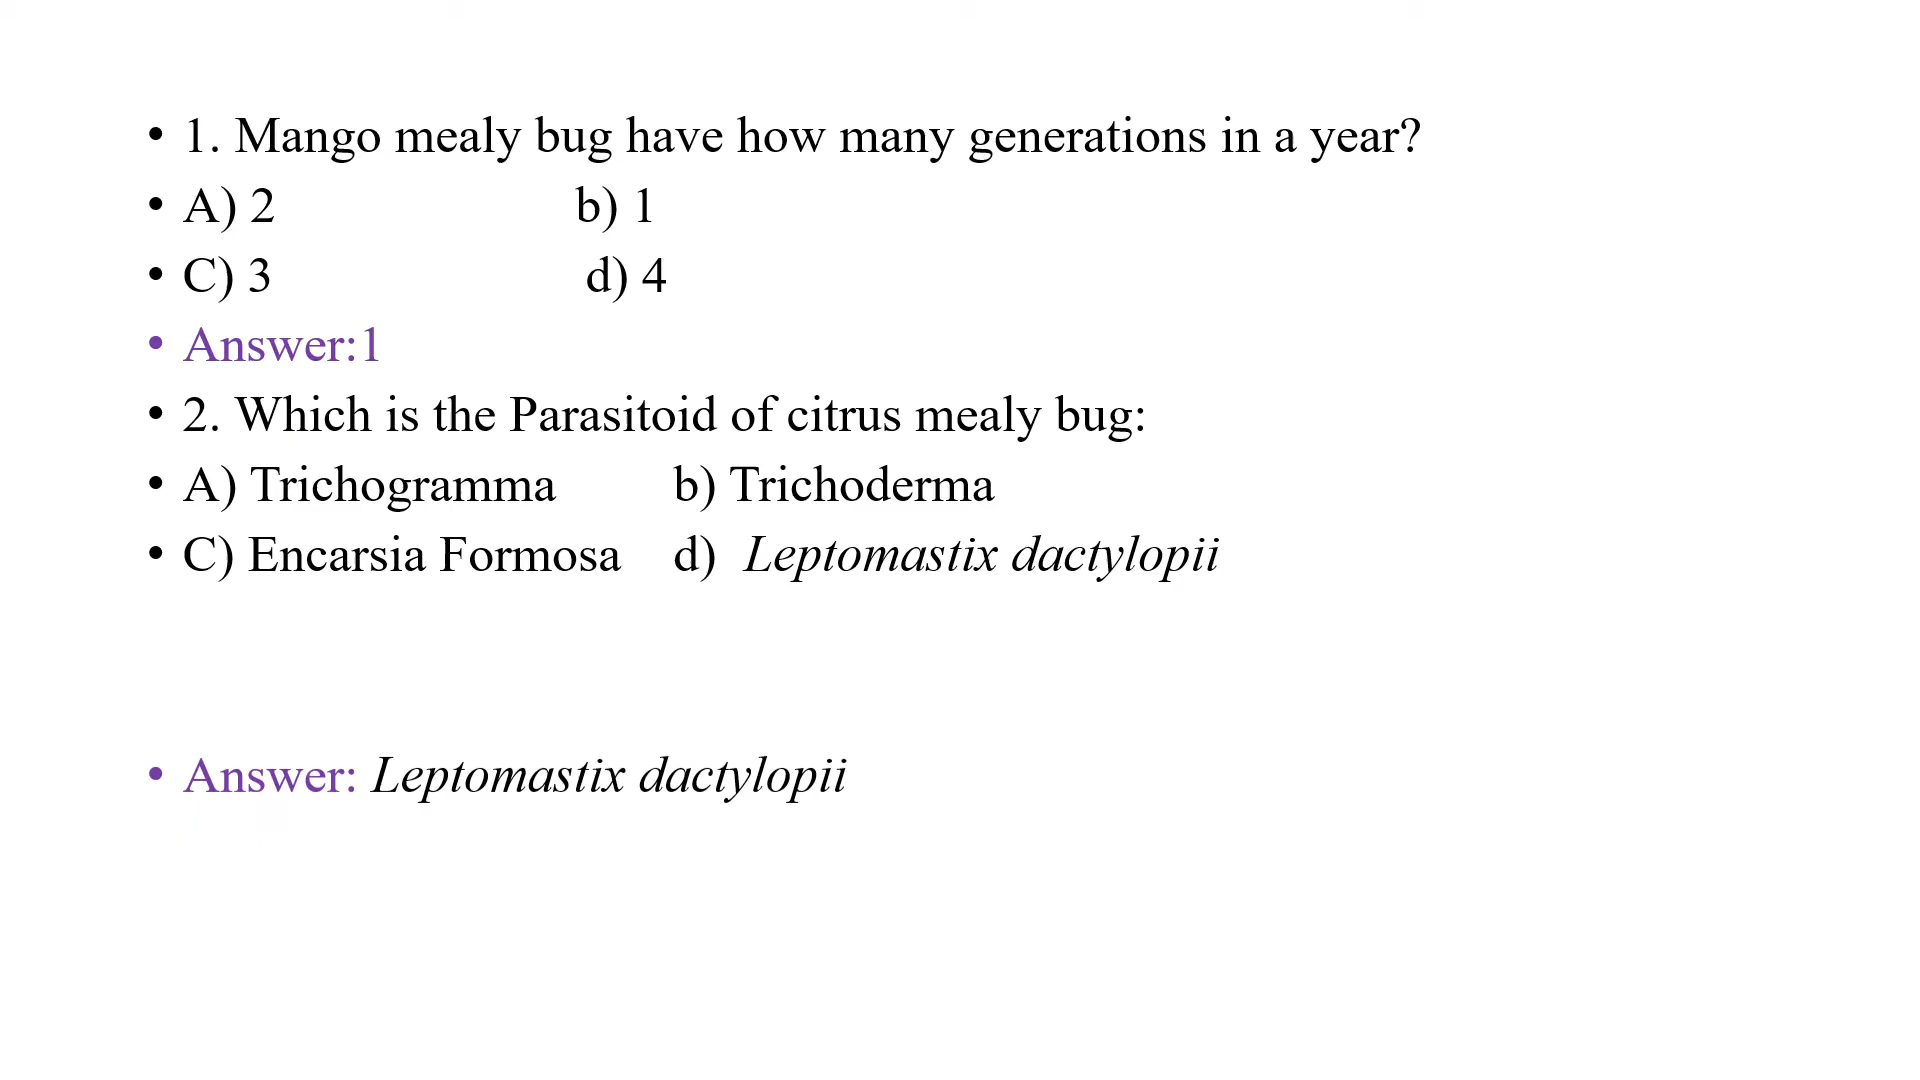 • 1. Mango mealy bug have how many generations in a year?
• A) 2 b) 1
• C) 3 d) 4
• Answer:1
• 2. Which is the Parasitoid of citrus mealy bug:
• A) Trichogramma b) Trichoderma
• C) Encarsia Formosa d) Leptomastix dactylopii
• Answer: Leptomastix dactylopii